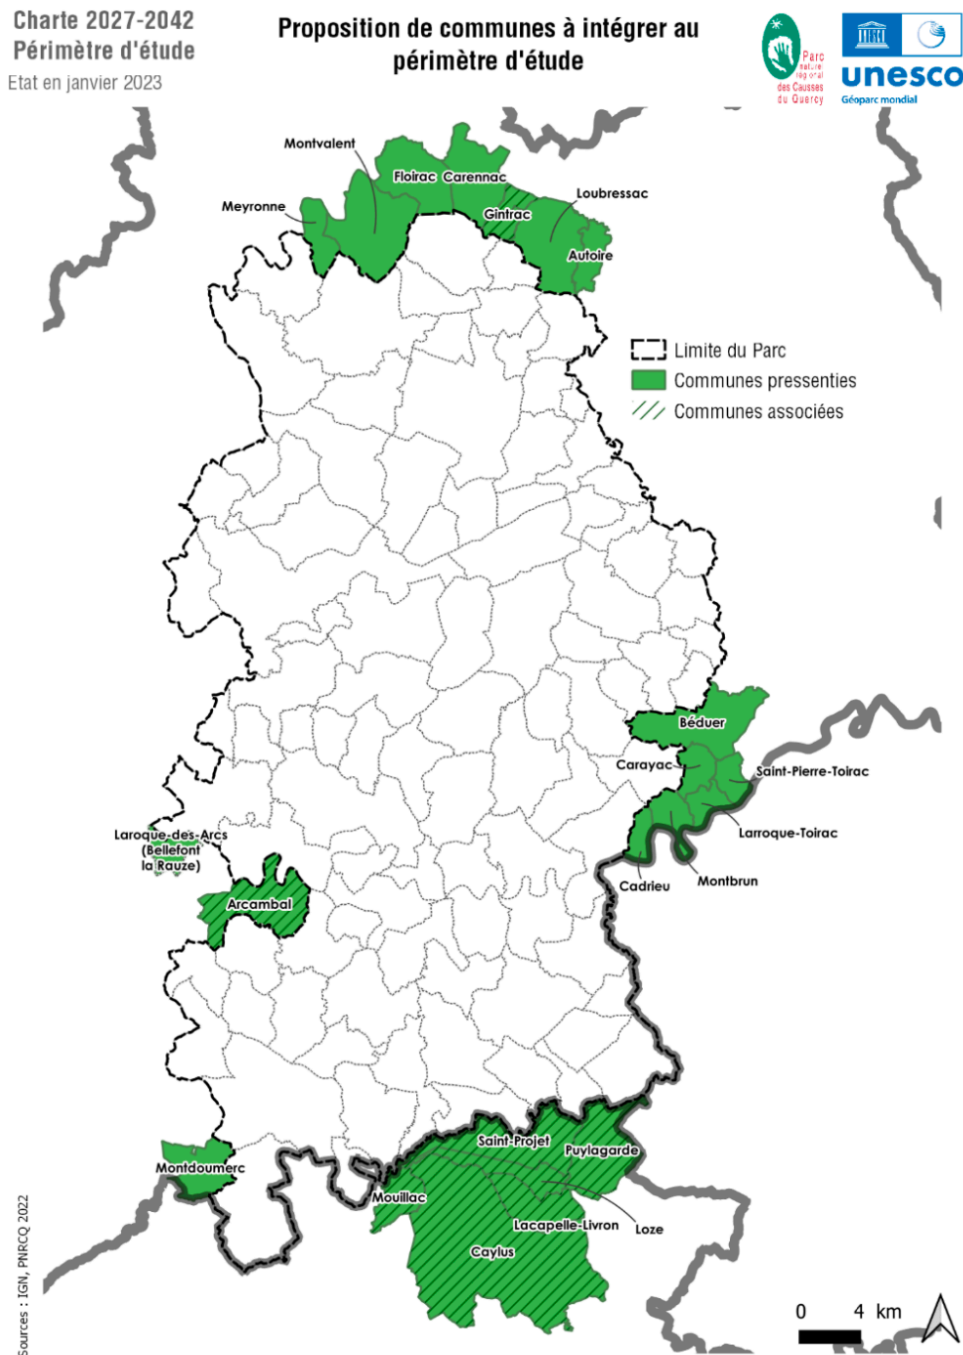 Charte 2027-2042
Périmètre d'étude
Etat en janvier 2023
Proposition de communes à intégrer au
périmètre d'étude
Parc
naturel
régional
des Causses
du Quercy
unesco
Géoparc mondial
Montvalent
Floirac
Carennac
Loubressac
Meyronne
Gintrac
Autoire
Limite du Parc
Communes pressenties
Communes associées
Béduer
Carayac
Saint-Pierre-Toirac
Larroque-Toirac
Montbrun
Cadrieu
Laroque-des-Arcs
(Bellefont
la Rauze)
Arcambal
Saint-Projet
Puylagarde
Montdoumerc
Mouillac
Lacapelle-Livron
Loze
Caylus
0 4 km
Sources : IGN, PNRCQ 2022